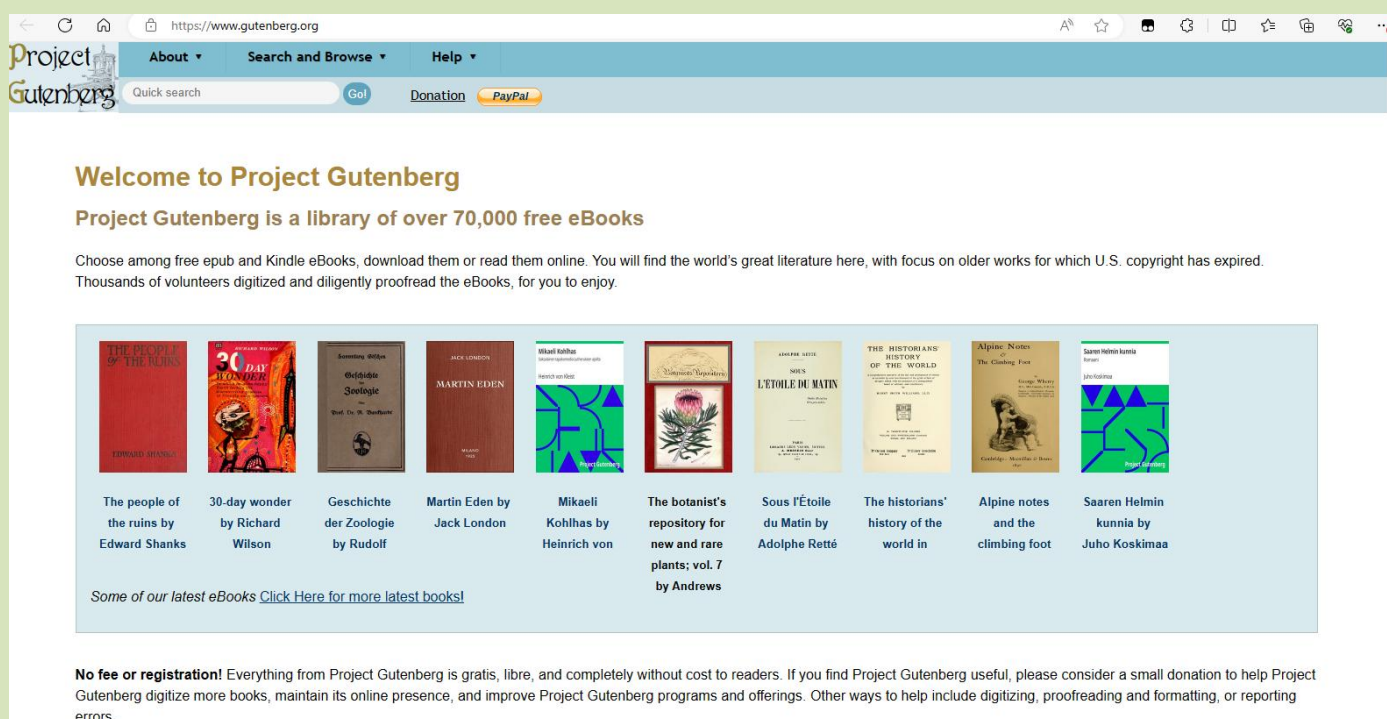 https://www.gutenberg.org
Project
Gutenberg
About ▾
Search and Browse ▾
Help ▾
Quick search
Go!
Donation
PayPal
Welcome to Project Gutenberg
Project Gutenberg is a library of over 70,000 free eBooks
Choose among free epub and Kindle eBooks, download them or read them online. You will find the world's great literature here, with focus on older works for which U.S. copyright has expired.
Thousands of volunteers digitized and diligently proofread the eBooks, for you to enjoy.
THE PEOPLE
of THE RUINS
EDWARD SHANKS
RICHARD WILSON
30 DAY
WONDER
Sammlung Göschen
Geschichte
der
Zoologie
Prof. Dr. R. Burckhardt
JACK LONDON
MARTIN EDEN
MILANO
Mikaeli Kohlhas
Heinrich von Kleist
Project Gutenberg
ADOLPHE RETTÉ
SOUS
L'ÉTOILE DU MATIN
PARIS
THE HISTORIANS'
HISTORY
OF THE WORLD
Alpine Notes
&
The Climbing Foot
George Wherry
Saaren Helmin kunnia
Romaani
Juho Koskimaa
Project Gutenberg
The people of
the ruins by
Edward Shanks
30-day wonder
by Richard
Wilson
Geschichte
der Zoologie
by Rudolf
Martin Eden by
Jack London
Mikaeli
Kohlhas by
Heinrich von
The botanist's
repository for
new and rare
plants; vol. 7
by Andrews
Sous l'Étoile
du Matin by
Adolphe Retté
The historians'
history of the
world in
Alpine notes
and the
climbing foot
Saaren Helmin
kunnia by
Juho Koskimaa
Some of our latest eBooks Click Here for more latest books!
No fee or registration! Everything from Project Gutenberg is gratis, libre, and completely without cost to readers. If you find Project Gutenberg useful, please consider a small donation to help Project
Gutenberg digitize more books, maintain its online presence, and improve Project Gutenberg programs and offerings. Other ways to help include digitizing, proofreading and formatting, or reporting
errors